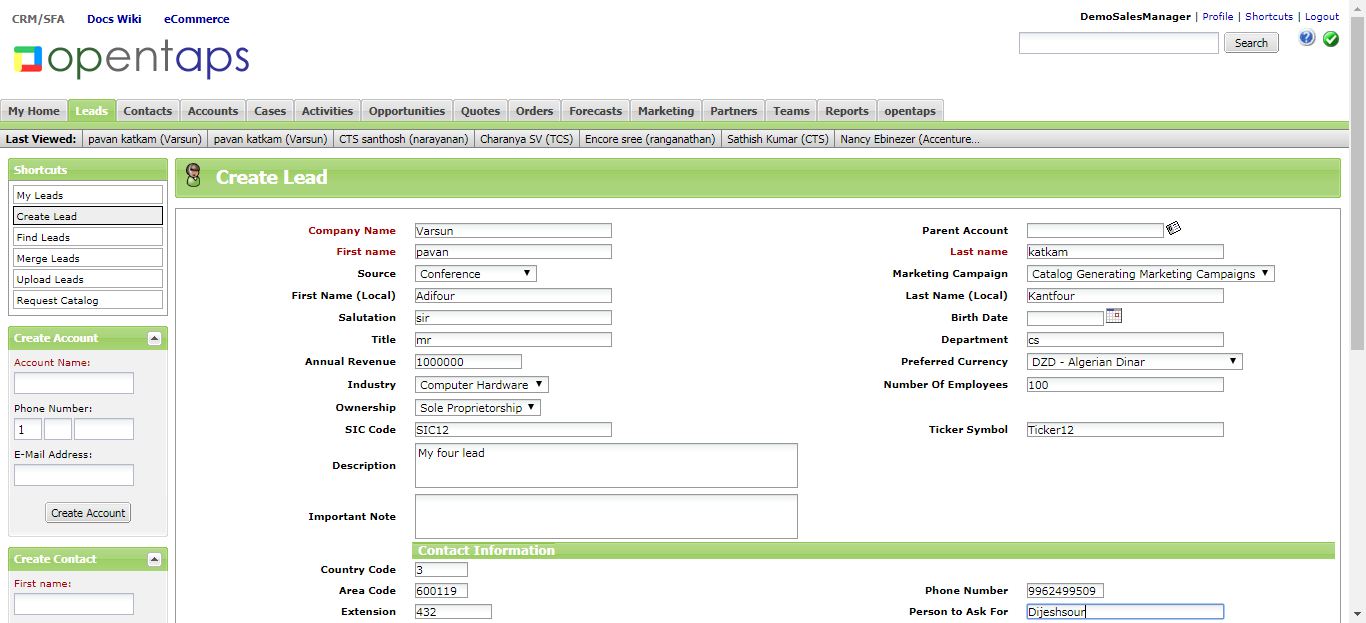 CRM/SFA Docs Wiki eCommerce
DemoSalesManager | Profile | Shortcuts | Logout
opentaps
Search
My Home Leads Contacts Accounts Cases Activities Opportunities Quotes Orders Forecasts Marketing Partners Teams Reports opentaps
Last Viewed: pavan katkam (Varsun) pavan katkam (Varsun) CTS santhosh (narayanan) Charanya SV (TCS) Encore sree (ranganathan) Sathish Kumar (CTS) Nancy Ebinezer (Accenture...
Shortcuts
My Leads
Create Lead
Find Leads
Merge Leads
Upload Leads
Request Catalog
Create Account
Account Name:
Phone Number:
1
E-Mail Address:
Create Account
Create Contact
First name:
Create Lead
Company Name Varsun Parent Account
First name pavan Last name katkam
Source Conference Marketing Campaign Catalog Generating Marketing Campaigns
First Name (Local) Adifour Last Name (Local) Kantfour
Salutation sir Birth Date
Title mr Department cs
Annual Revenue 1000000 Preferred Currency DZD - Algerian Dinar
Industry Computer Hardware Number Of Employees 100
Ownership Sole Proprietorship
SIC Code SIC12 Ticker Symbol Ticker12
Description My four lead
Important Note
Contact Information
Country Code 3
Area Code 600119 Phone Number 9962499509
Extension 432 Person to Ask For Dijeshsour